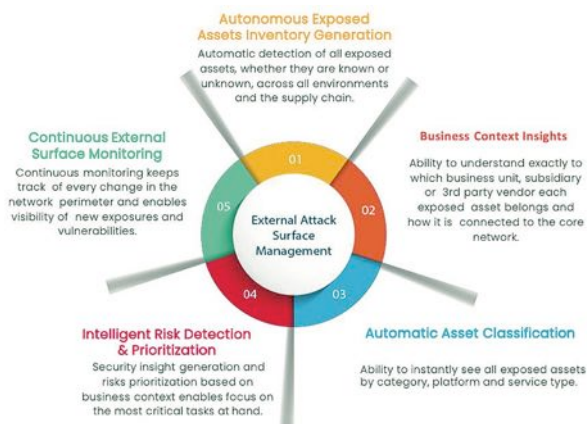 Autonomous Exposed
Assets Inventory Generation
Automatic detection of all exposed
assets, whether they are known or
unknown, across all environments
and the supply chain.
Business Context Insights
Ability to understand exactly to
which business unit, subsidiary
or 3rd party vendor each
exposed asset belongs and
how it is connected to the core
network.
Automatic Asset Classification
Ability to instantly see all exposed assets
by category, platform and service type.
Intelligent Risk Detection
& Prioritization
Security insight generation and
risks prioritization based on
business context enables focus on
the most critical tasks at hand.
Continuous External
Surface Monitoring
Continuous monitoring keeps
track of every change in the
network perimeter and enables
visibility of new exposures and
vulnerabilities.
01
02
03
04
05
External Attack
Surface
Management